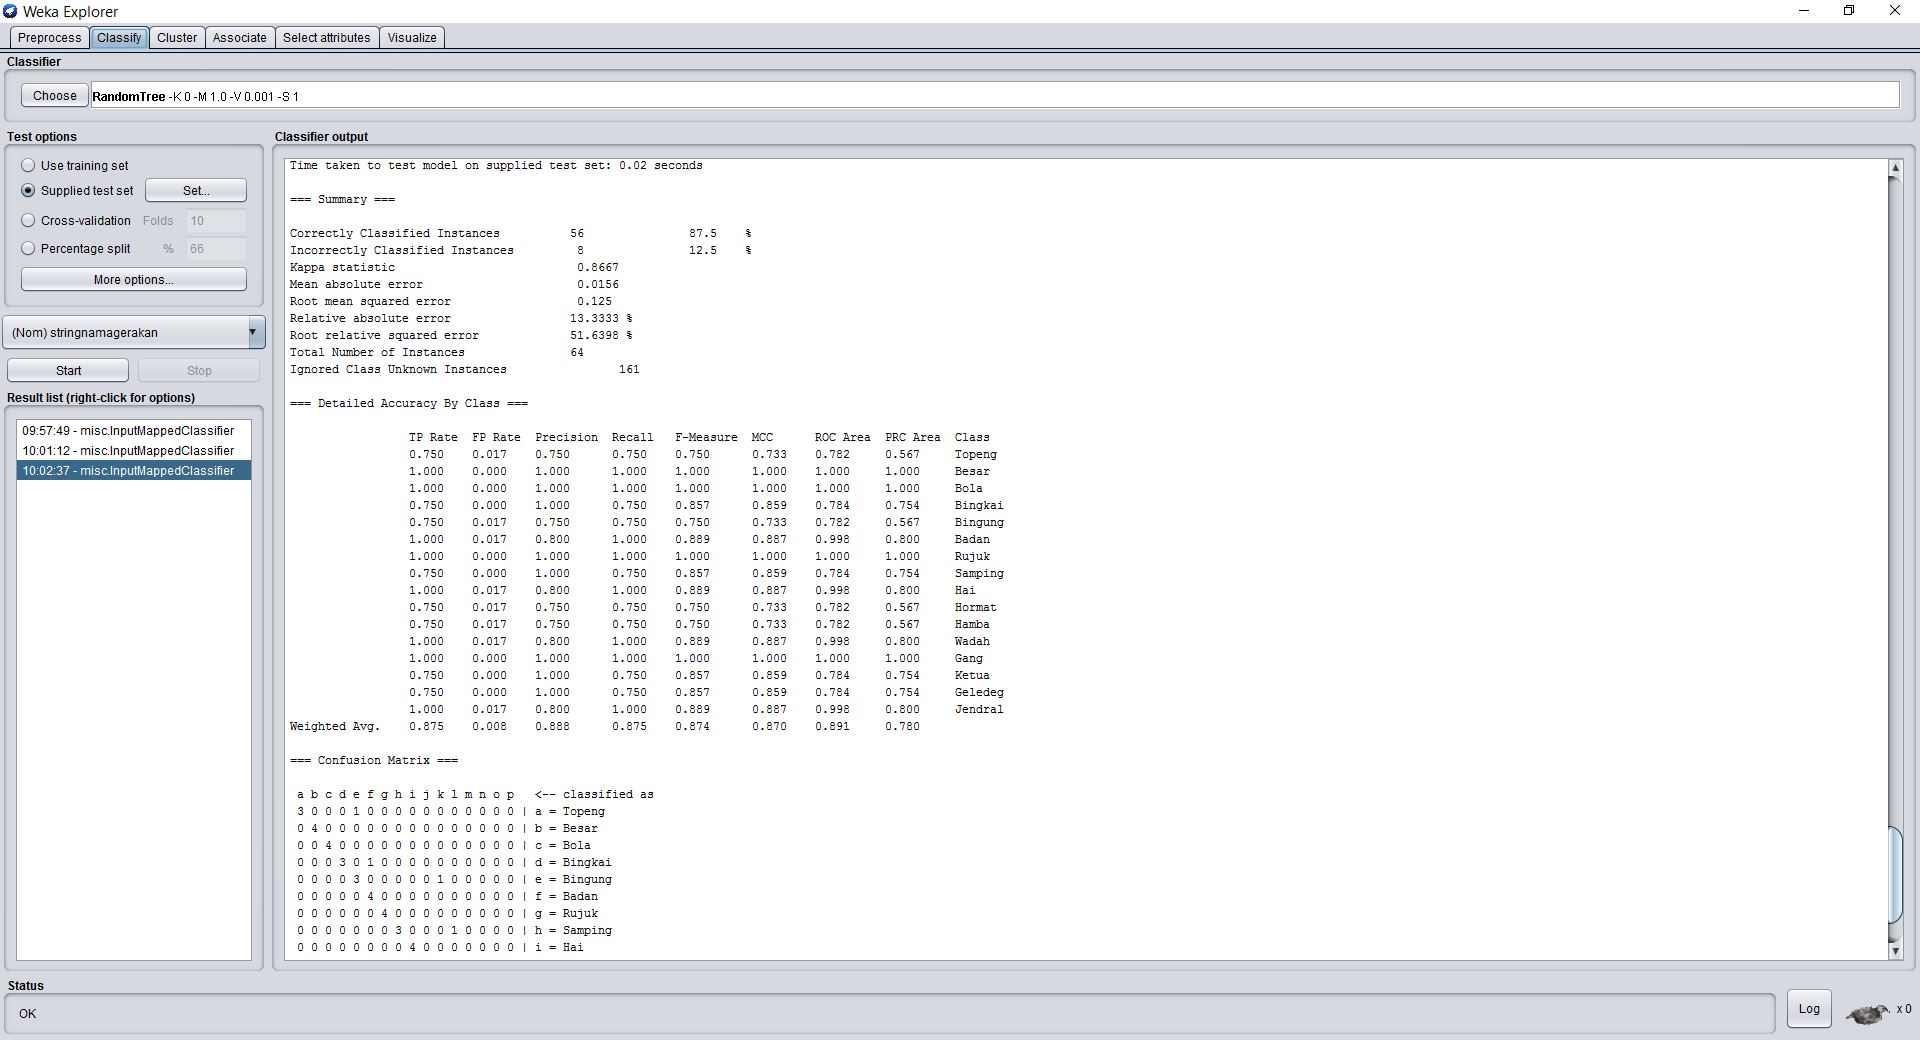 Weka Explorer
Preprocess Classify Cluster Associate Select attributes Visualize
Classifier
Choose RandomTree -K 0 -M 1.0 -V 0.001 -S 1
Test options
Use training set
Supplied test set Set...
Cross-validation Folds 10
Percentage split % 66
More options...
(Nom) stringnamagerakan
Start Stop
Result list (right-click for options)
09:57:49 - misc.InputMappedClassifier
10:01:12 - misc.InputMappedClassifier
10:02:37 - misc.InputMappedClassifier
Classifier output
Time taken to test model on supplied test set: 0.02 seconds
=== Summary ===
Correctly Classified Instances 56 87.5 %
Incorrectly Classified Instances 8 12.5 %
Kappa statistic 0.8667
Mean absolute error 0.0156
Root mean squared error 0.125
Relative absolute error 13.3333 %
Root relative squared error 51.6398 %
Total Number of Instances 64
Ignored Class Unknown Instances 161
=== Detailed Accuracy By Class ===
TP Rate FP Rate Precision Recall F-Measure MCC ROC Area PRC Area Class
0.750 0.017 0.750 0.750 0.750 0.733 0.782 0.567 Topeng
1.000 0.000 1.000 1.000 1.000 1.000 1.000 1.000 Besar
1.000 0.000 1.000 1.000 1.000 1.000 1.000 1.000 Bola
0.750 0.000 1.000 0.750 0.857 0.859 0.784 0.754 Bingkai
0.750 0.017 0.750 0.750 0.750 0.733 0.782 0.567 Bingung
1.000 0.017 0.800 1.000 0.889 0.887 0.998 0.800 Badan
1.000 0.000 1.000 1.000 1.000 1.000 1.000 1.000 Rujuk
0.750 0.000 1.000 0.750 0.857 0.859 0.784 0.754 Samping
1.000 0.017 0.800 1.000 0.889 0.887 0.998 0.800 Hai
0.750 0.017 0.750 0.750 0.750 0.733 0.782 0.567 Hormat
0.750 0.017 0.750 0.750 0.750 0.733 0.782 0.567 Hamba
1.000 0.017 0.800 1.000 0.889 0.887 0.998 0.800 Wadah
1.000 0.000 1.000 1.000 1.000 1.000 1.000 1.000 Gang
0.750 0.000 1.000 0.750 0.857 0.859 0.784 0.754 Ketua
0.750 0.000 1.000 0.750 0.857 0.859 0.784 0.754 Geledeg
1.000 0.017 0.800 1.000 0.889 0.887 0.998 0.800 Jendral
Weighted Avg. 0.875 0.008 0.888 0.875 0.874 0.870 0.891 0.780
=== Confusion Matrix ===
a b c d e f g h i j k l m n o p <-- classified as
3 0 0 0 1 0 0 0 0 0 0 0 0 0 0 0 | a = Topeng
0 4 0 0 0 0 0 0 0 0 0 0 0 0 0 0 | b = Besar
0 0 4 0 0 0 0 0 0 0 0 0 0 0 0 0 | c = Bola
0 0 0 3 0 1 0 0 0 0 0 0 0 0 0 0 | d = Bingkai
0 0 0 0 3 0 0 0 0 0 1 0 0 0 0 0 | e = Bingung
0 0 0 0 0 4 0 0 0 0 0 0 0 0 0 0 | f = Badan
0 0 0 0 0 0 4 0 0 0 0 0 0 0 0 0 | g = Rujuk
0 0 0 0 0 0 0 3 0 0 0 1 0 0 0 0 | h = Samping
0 0 0 0 0 0 0 0 4 0 0 0 0 0 0 0 | i = Hai
Status
OK
Log x 0